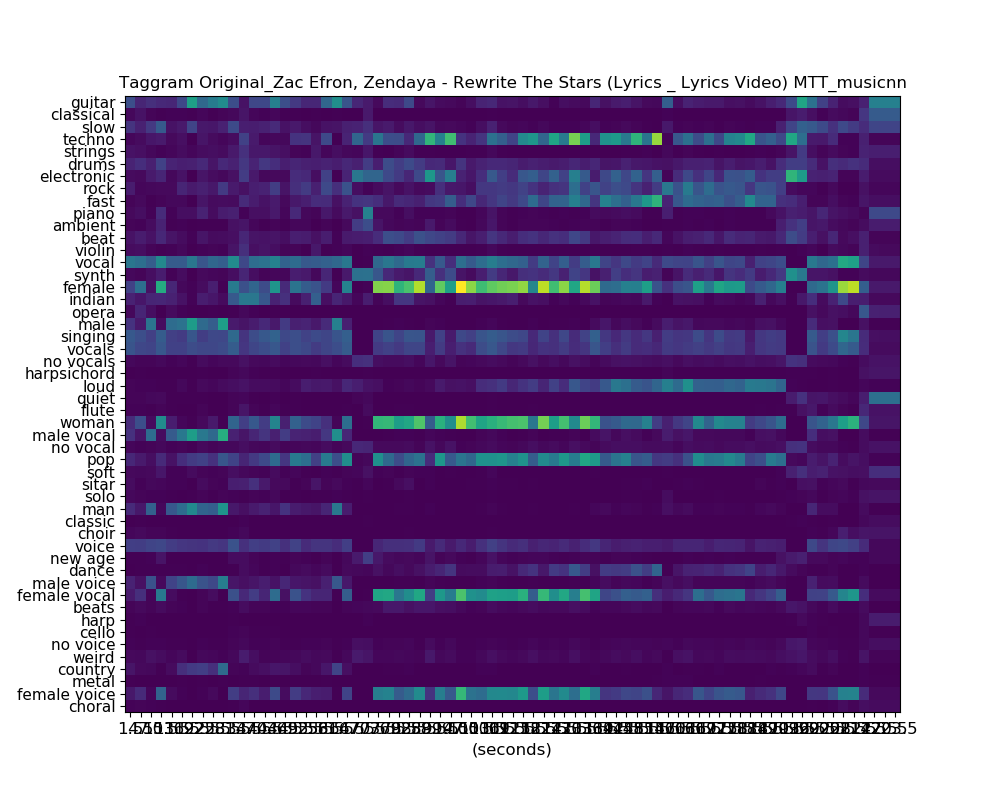 Taggram Original_Zac Efron, Zendaya - Rewrite The Stars (Lyrics _ Lyrics Video) MTT_musicnn
guitar
classical
slow
techno
strings
drums
electronic
rock
fast
piano
ambient
beat
violin
vocal
synth
female
indian
opera
male
singing
vocals
no vocals
harpsichord
loud
quiet
flute
woman
male vocal
no vocal
pop
soft
sitar
solo
man
classic
choir
voice
new age
dance
male voice
female vocal
beats
harp
cello
no voice
weird
country
metal
female voice
choral
(seconds)